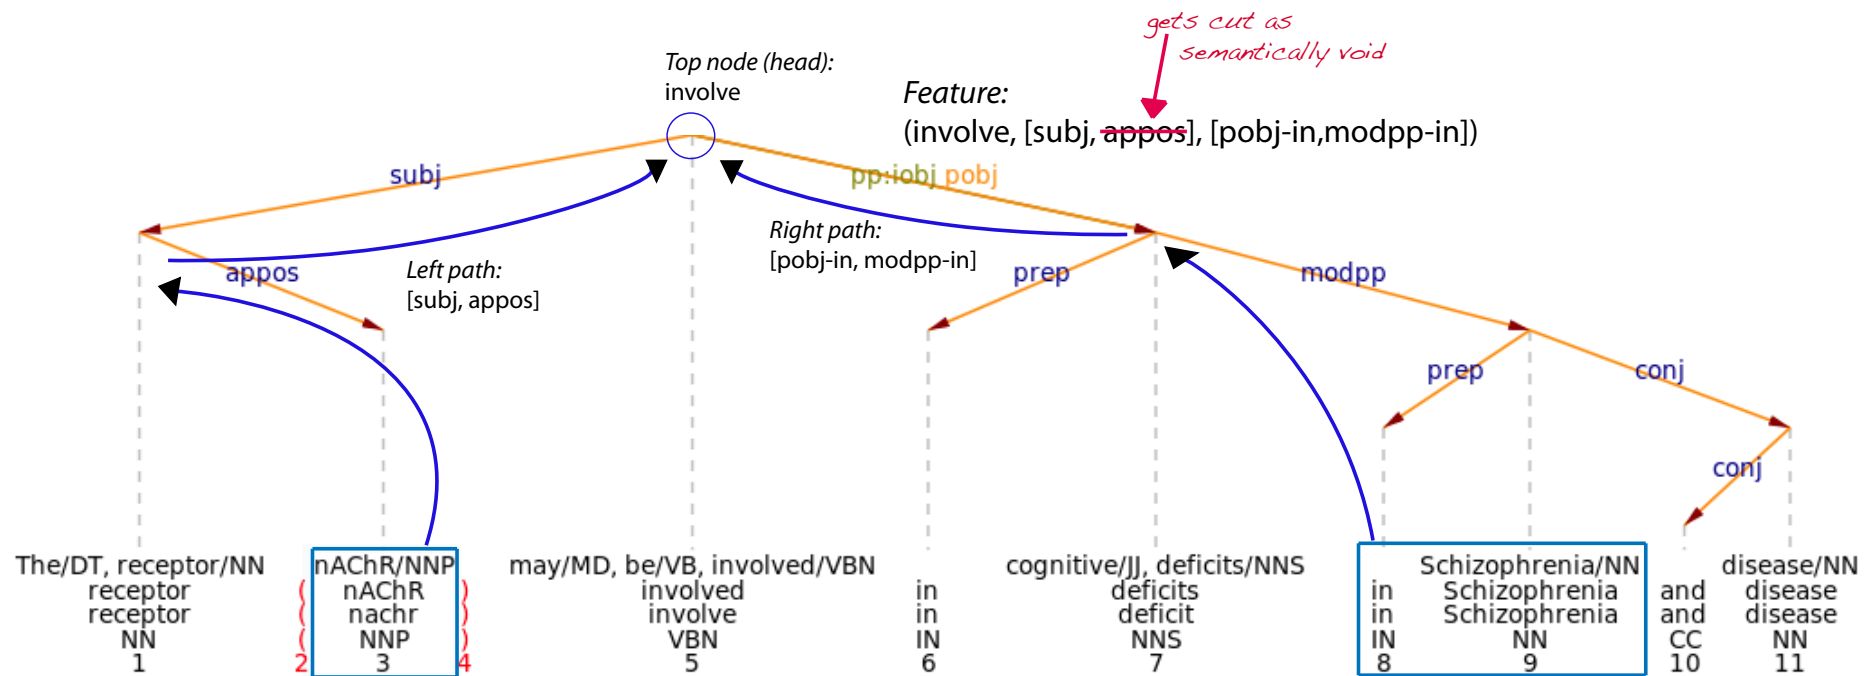 gets cut as
semantically void
Top node (head):
involve
Feature:
(involve, [subj, appos], [pobj-in,modpp-in])
subj
pp:iobj pobj
Right path:
[pobj-in, modpp-in]
appos
Left path:
[subj, appos]
prep
modpp
prep
conj
conj
The/DT, receptor/NN nAChR/NNP may/MD, be/VB, involved/VBN cognitive/JJ, deficits/NNS Schizophrenia/NN disease/NN
receptor ( nAChR ) involved in deficits in Schizophrenia and disease
receptor ( nachr ) involve in deficit in Schizophrenia and disease
NN ( NNP ) VBN IN NNS IN NN CC NN
1 2 3 4 5 6 7 8 9 10 11